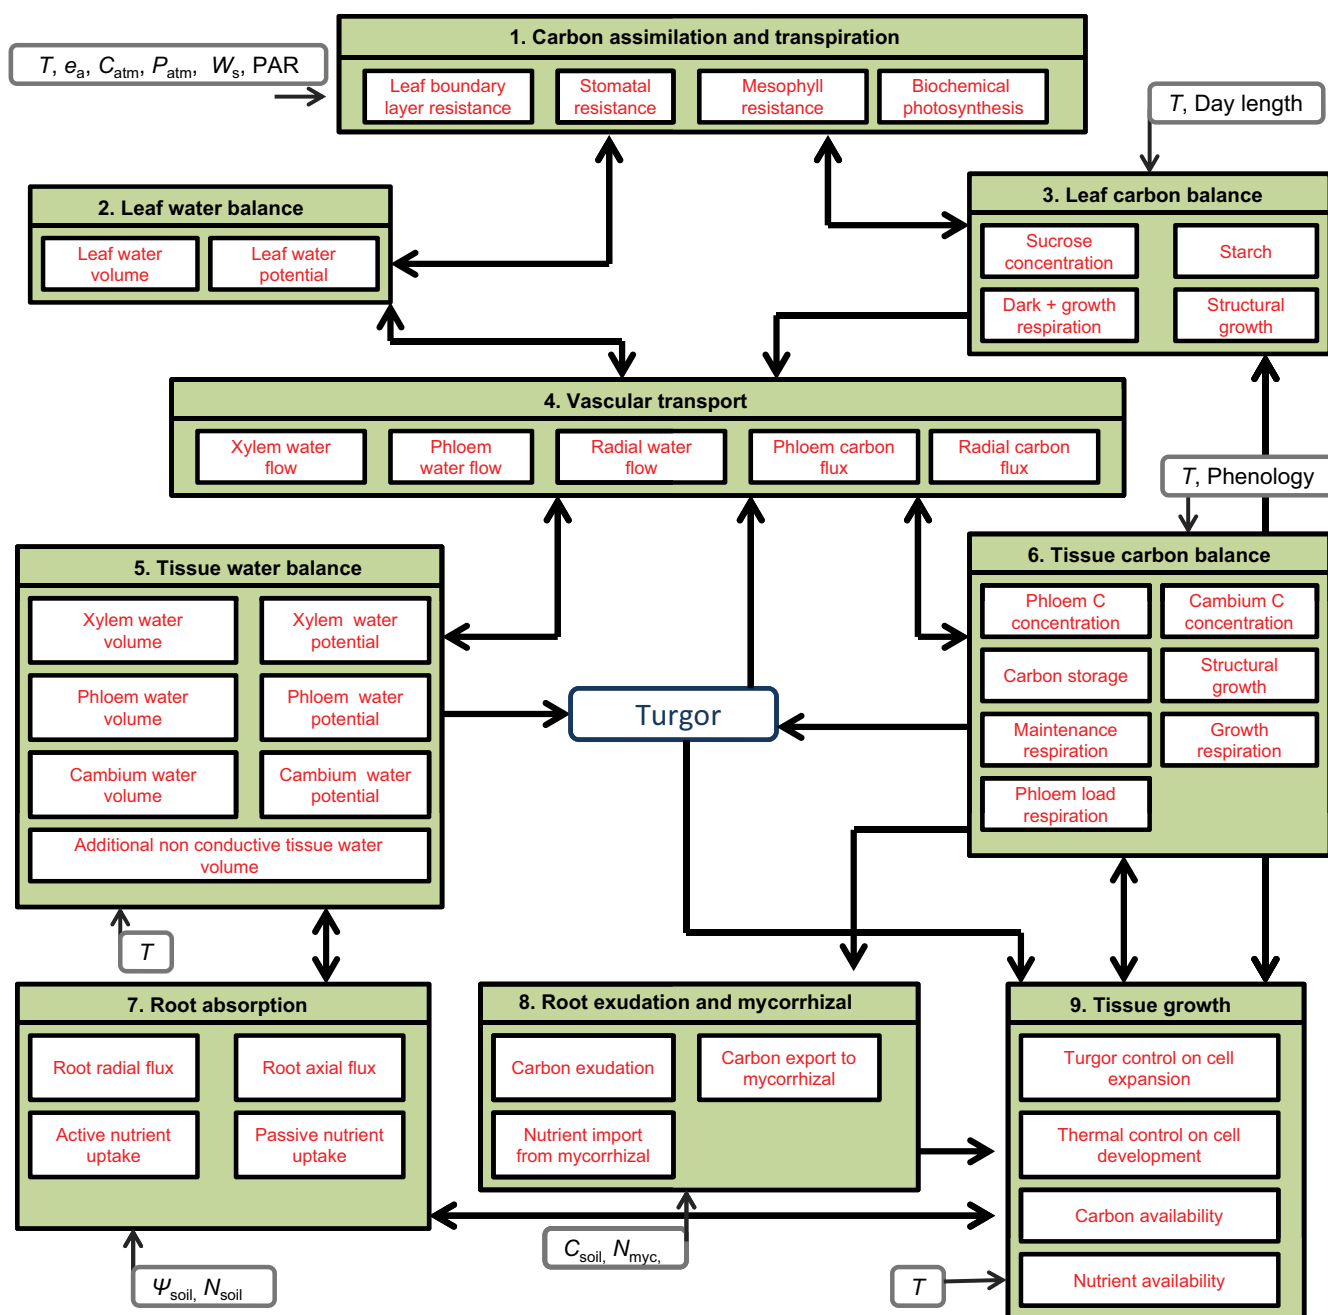 1. Carbon assimilation and transpiration
T, e_a, C_atm, P_atm, W_s, PAR
Leaf boundary
layer resistance
Stomatal
resistance
Mesophyll
resistance
Biochemical
photosynthesis
T, Day length
2. Leaf water balance
Leaf water
volume
Leaf water
potential
3. Leaf carbon balance
Sucrose
concentration
Starch
Dark + growth
respiration
Structural
growth
4. Vascular transport
Xylem water
flow
Phloem
water flow
Radial water
flow
Phloem carbon
flux
Radial carbon
flux
T, Phenology
5. Tissue water balance
Xylem water
volume
Xylem water
potential
Phloem water
volume
Phloem water
potential
Cambium water
volume
Cambium water
potential
Additional non conductive tissue water
volume
T
Turgor
6. Tissue carbon balance
Phloem C
concentration
Cambium C
concentration
Carbon storage
Structural
growth
Maintenance
respiration
Growth
respiration
Phloem load
respiration
7. Root absorption
Root radial flux
Root axial flux
Active nutrient
uptake
Passive nutrient
uptake
Ψ_soil, N_soil
8. Root exudation and mycorrhizal
Carbon exudation
Carbon export to
mycorrhizal
Nutrient import
from mycorrhizal
C_soil, N_myc,
9. Tissue growth
Turgor control on cell
expansion
Thermal control on cell
development
Carbon availability
Nutrient availability
T